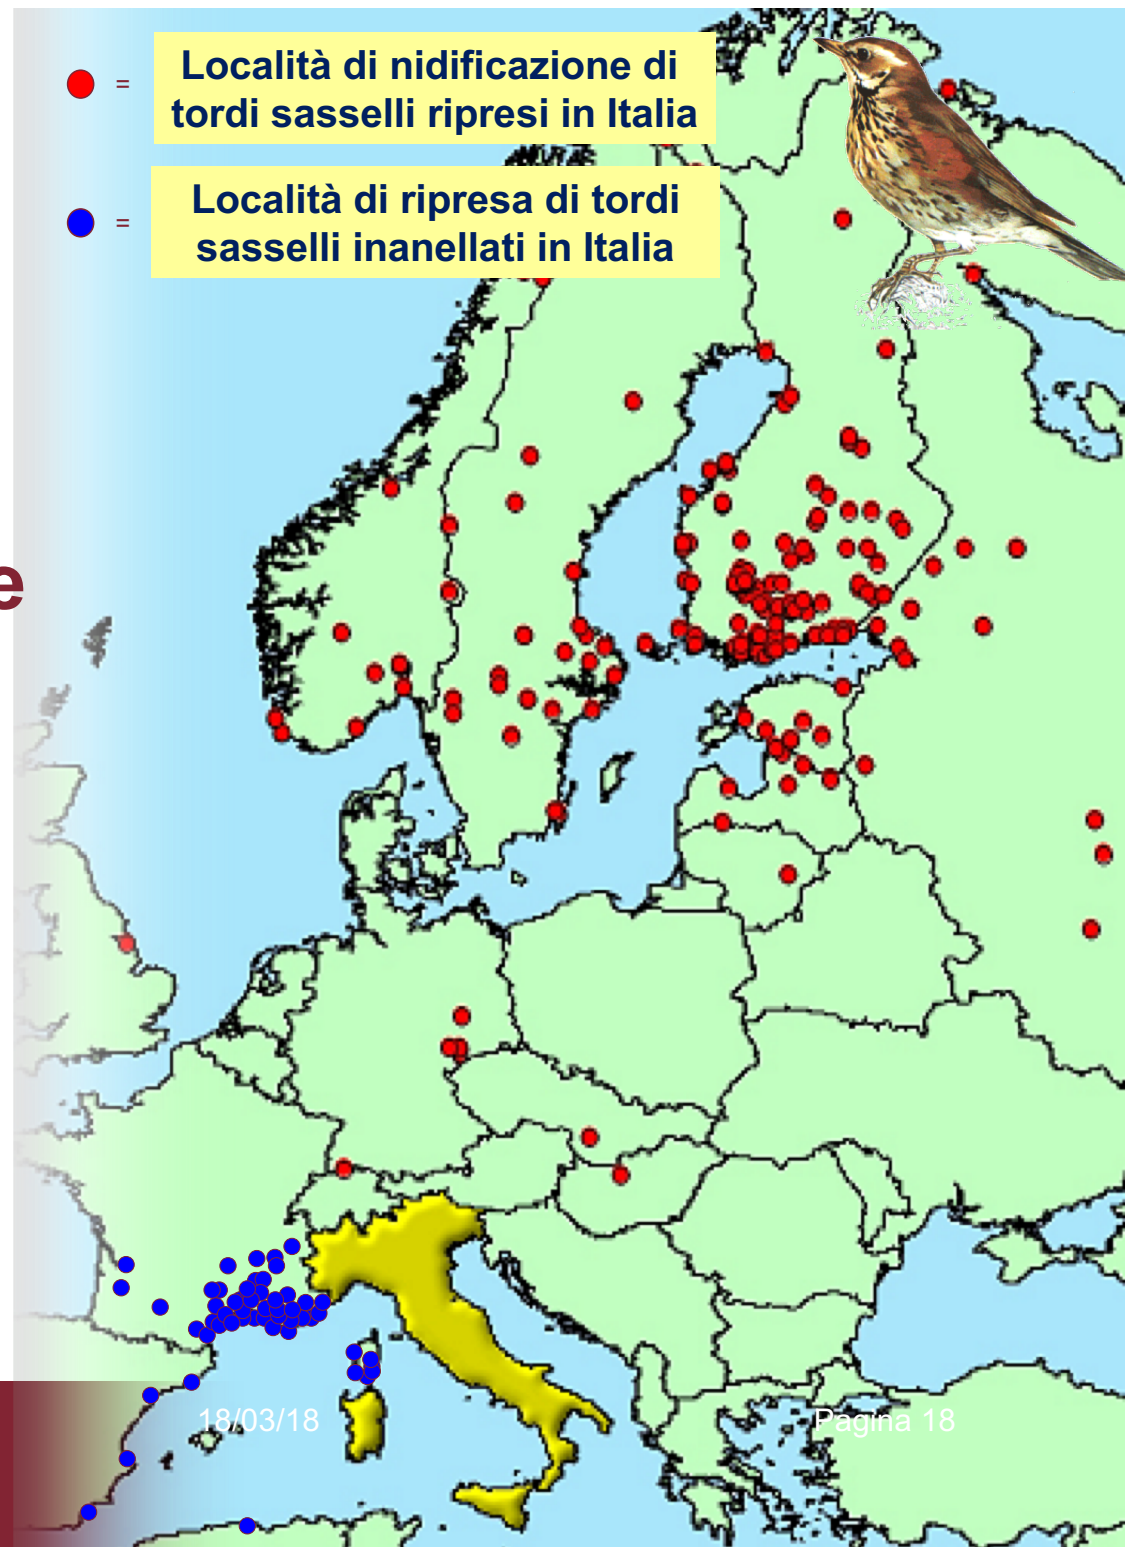 = Località di nidificazione di
tordi sasselli ripresi in Italia
= Località di ripresa di tordi
sasselli inanellati in Italia
e
18/03/18
Pagina 18